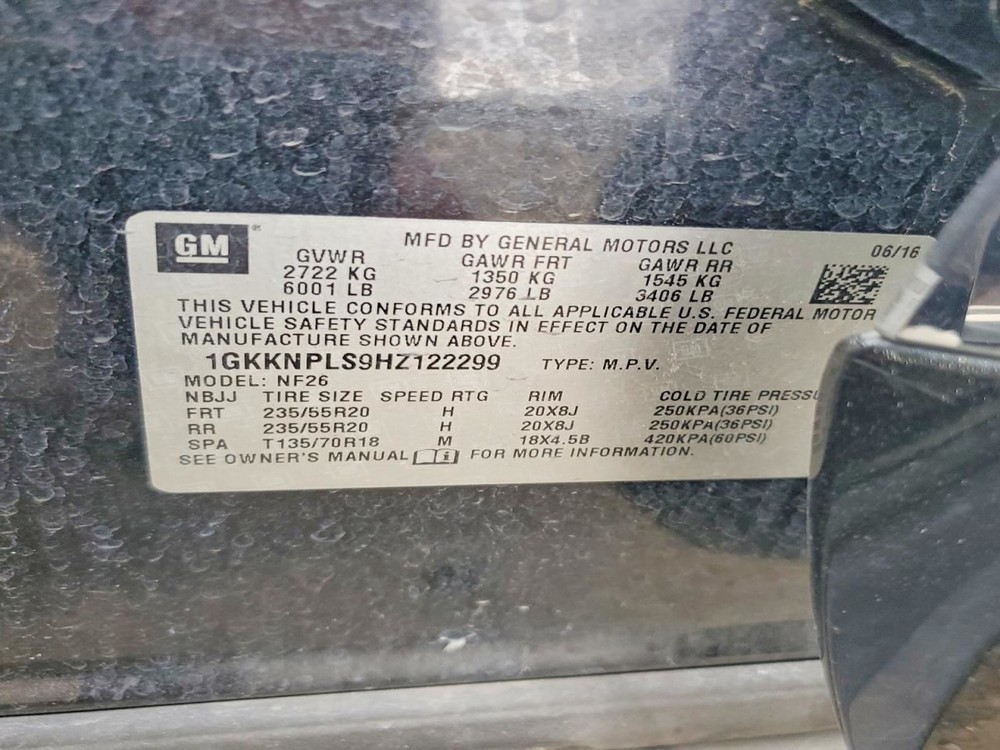 GM®
MFD BY GENERAL MOTORS LLC 06/16
GVWR GAWR FRT GAWR RR
2722 KG 1350 KG 1545 KG
6001 LB 2976 LB 3406 LB
THIS VEHICLE CONFORMS TO ALL APPLICABLE U.S. FEDERAL MOTOR
VEHICLE SAFETY STANDARDS IN EFFECT ON THE DATE OF
MANUFACTURE SHOWN ABOVE.
1GKKNPLS9HZ122299 TYPE: M.P.V.
MODEL: NF26
NBJJ TIRE SIZE SPEED RTG RIM COLD TIRE PRESSU
FRT 235/55R20 H 20X8J 250KPA(36PSI)
RR 235/55R20 H 20X8J 250KPA(36PSI)
SPA T135/70R18 M 18X4.5B 420KPA(60PSI)
SEE OWNER'S MANUAL i FOR MORE INFORMATION.